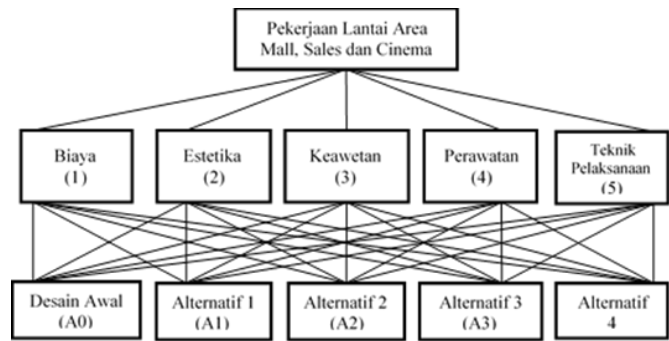 Pekerjaan Lantai Area
Mall, Sales dan Cinema
Biaya
(1)
Estetika
(2)
Keawetan
(3)
Perawatan
(4)
Teknik
Pelaksanaan
(5)
Desain Awal
(A0)
Alternatif 1
(A1)
Alternatif 2
(A2)
Alternatif 3
(A3)
Alternatif
4